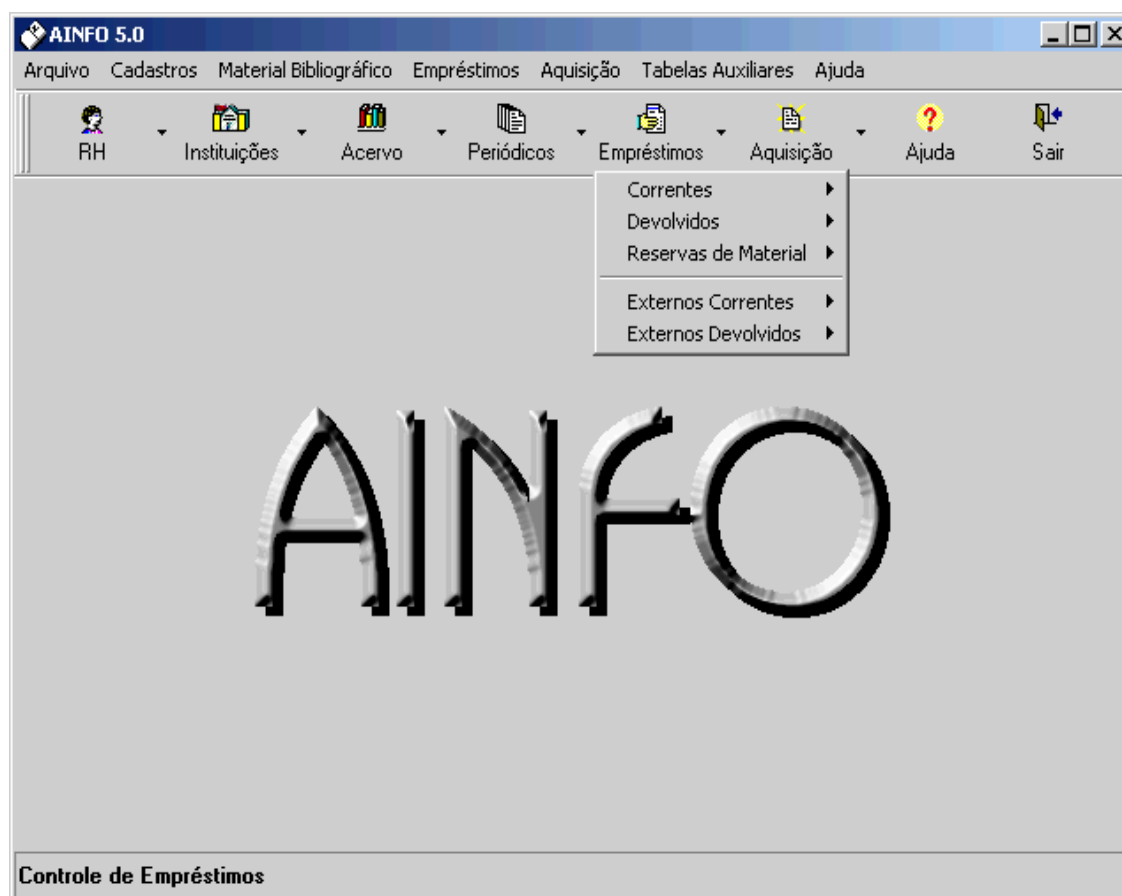 AINFO 5.0
Arquivo Cadastros Material Bibliográfico Empréstimos Aquisição Tabelas Auxiliares Ajuda
RH Instituições Acervo Periódicos Empréstimos Aquisição Ajuda Sair
Correntes
Devolvidos
Reservas de Material
Externos Correntes
Externos Devolvidos
AINFO
Controle de Empréstimos